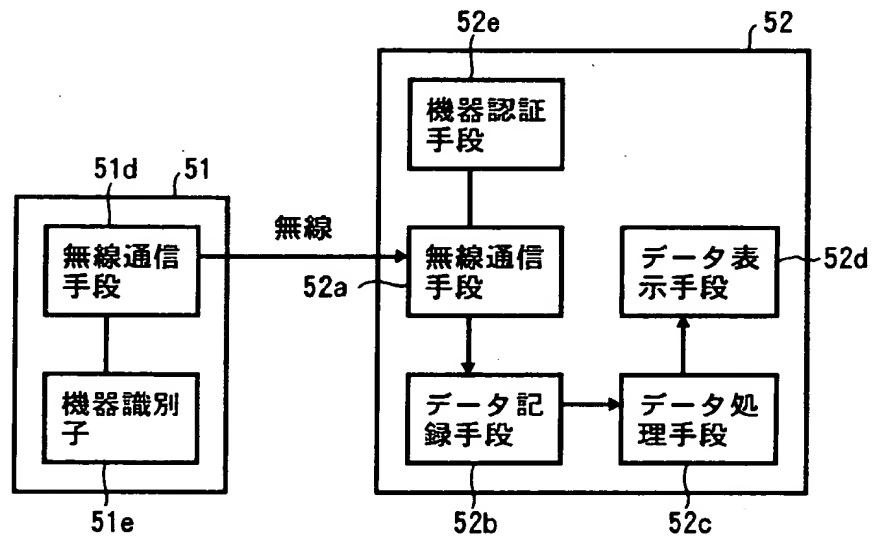 52e
52
機器認証
手段
51d
51
無線
無線通信
手段
無線通信
手段
52a
データ表
示手段
52d
機器識別
子
データ記
録手段
データ処
理手段
51e
52b
52c